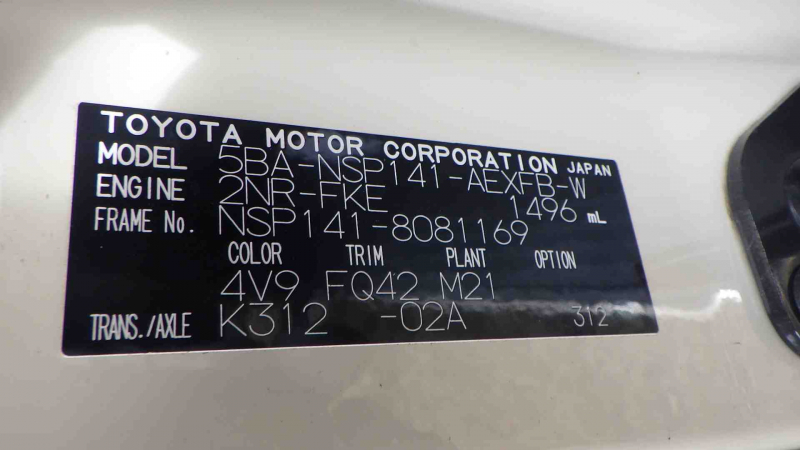 TOYOTA MOTOR CORPORATION JAPAN
MODEL 5BA-NSP141-AEXFB-W
ENGINE 2NR-FKE 1496 mL
FRAME No. NSP141-8081169
COLOR TRIM PLANT OPTION
4V9 FQ42 M21
TRANS./AXLE K312 -02A 312